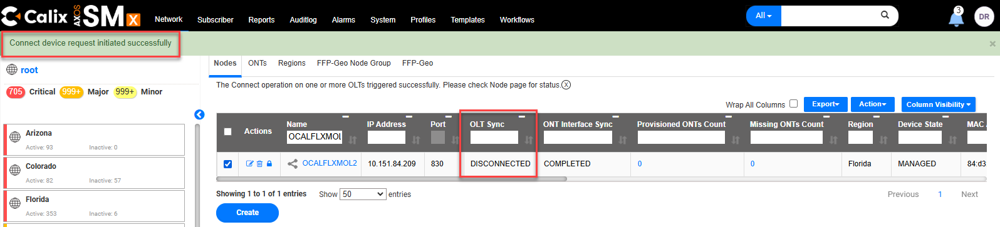 Calix AXOS SMx Network Subscriber Reports Auditlog Alarms System Profiles Templates Workflows All 3 DR
Connect device request initiated successfully ×
root
705 Critical 999+ Major 999+ Minor
Arizona
Active: 93 Inactive: 0
Colorado
Active: 82 Inactive: 57
Florida
Active: 353 Inactive: 6
Nodes ONTs Regions FFP-Geo Node Group FFP-Geo
The Connect operation on one or more OLTs triggered successfully. Please check Node page for status.
Wrap All Columns Export Action Column Visibility
Actions Name IP Address Port OLT Sync ONT Interface Sync Provisioned ONTs Count Missing ONTs Count Region Device State MAC
OCALFLXMOL
OCALFLXMOL2 10.151.84.209 830 DISCONNECTED COMPLETED 0 0 Florida MANAGED 84:d3
Showing 1 to 1 of 1 entries Show 50 entries Previous 1 Next
Create